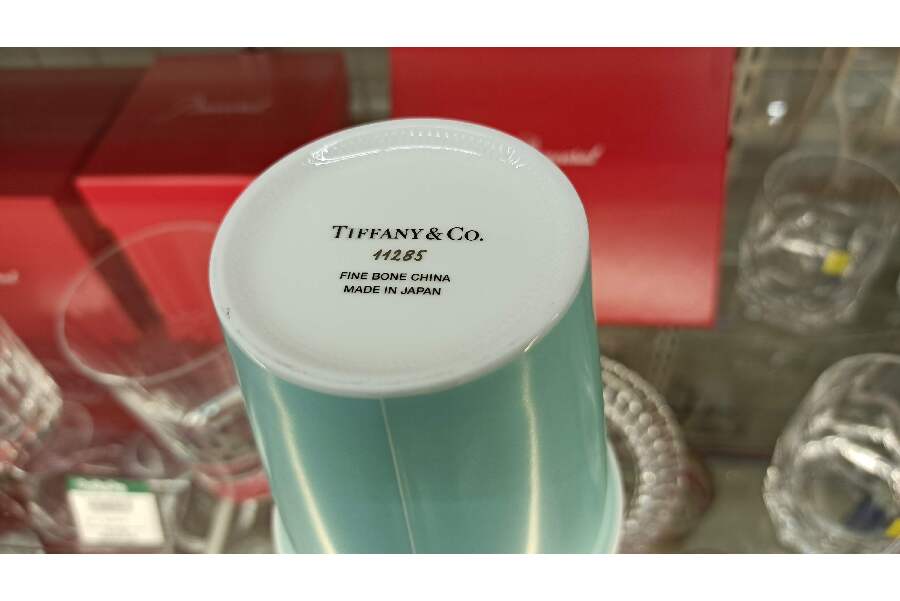 TIFFANY & CO.
11285
FINE BONE CHINA
MADE IN JAPAN